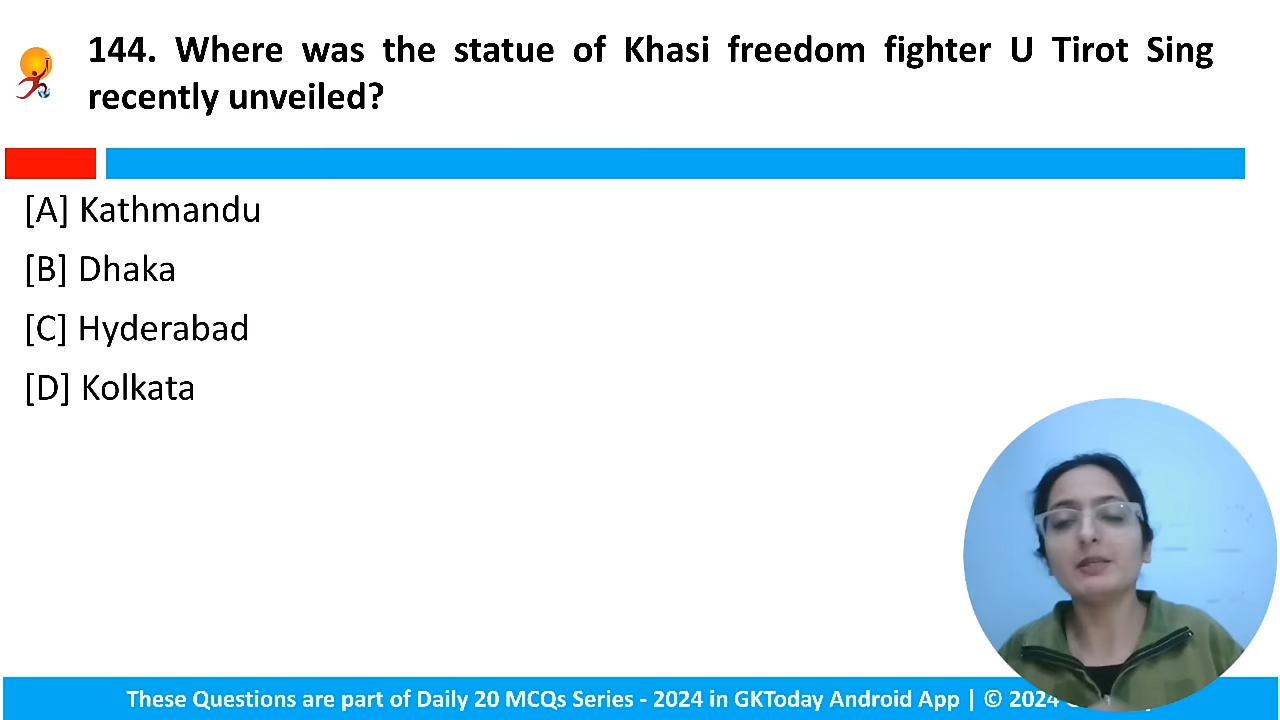 144. Where was the statue of Khasi freedom fighter U Tirot Sing
recently unveiled?
[A] Kathmandu
[B] Dhaka
[C] Hyderabad
[D] Kolkata
These Questions are part of Daily 20 MCQs Series - 2024 in GKToday Android App | © 2024